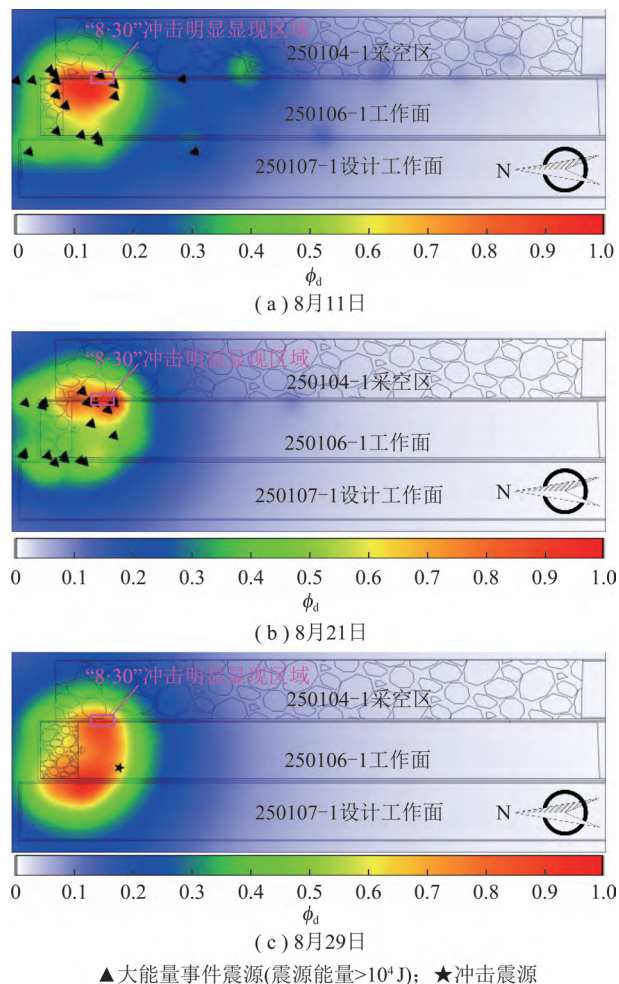 “8·30”冲击明显显现区域
250104-1采空区
250106-1工作面
250107-1设计工作面
N
0 0.1 0.2 0.3 0.4 0.5 0.6 0.7 0.8 0.9 1.0
ϕd
( a ) 8月11日
“8·30”冲击明显显现区域
250104-1采空区
250106-1工作面
250107-1设计工作面
N
0 0.1 0.2 0.3 0.4 0.5 0.6 0.7 0.8 0.9 1.0
ϕd
( b ) 8月21日
“8·30”冲击明显显现区域
250104-1采空区
250106-1工作面
250107-1设计工作面
N
0 0.1 0.2 0.3 0.4 0.5 0.6 0.7 0.8 0.9 1.0
ϕd
( c ) 8月29日
▲大能量事件震源(震源能量>10⁴J)；★冲击震源